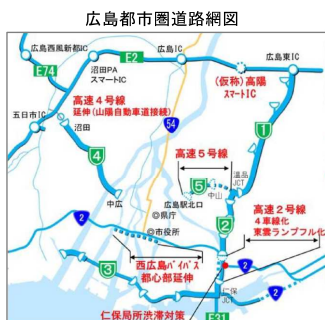 広島都市圏道路網図
広島西風新都IC
沼田PA
スマートIC
E2
広島IC
広島東IC
E74
(仮称)高陽
スマートIC
高速4号線
延伸(山陽自動車道接続)
五日市IC
沼田
54
1
4
高速5号線
温品
JCT
5
中山
広島駅北口
中広
◎県庁
高速2号線
4車線化
東雲ランプフル化
2
2
◎市役所
2
西広島バイパス
都心部延伸
3
仁保
JCT
2
仁保局所渋滞対策
E31